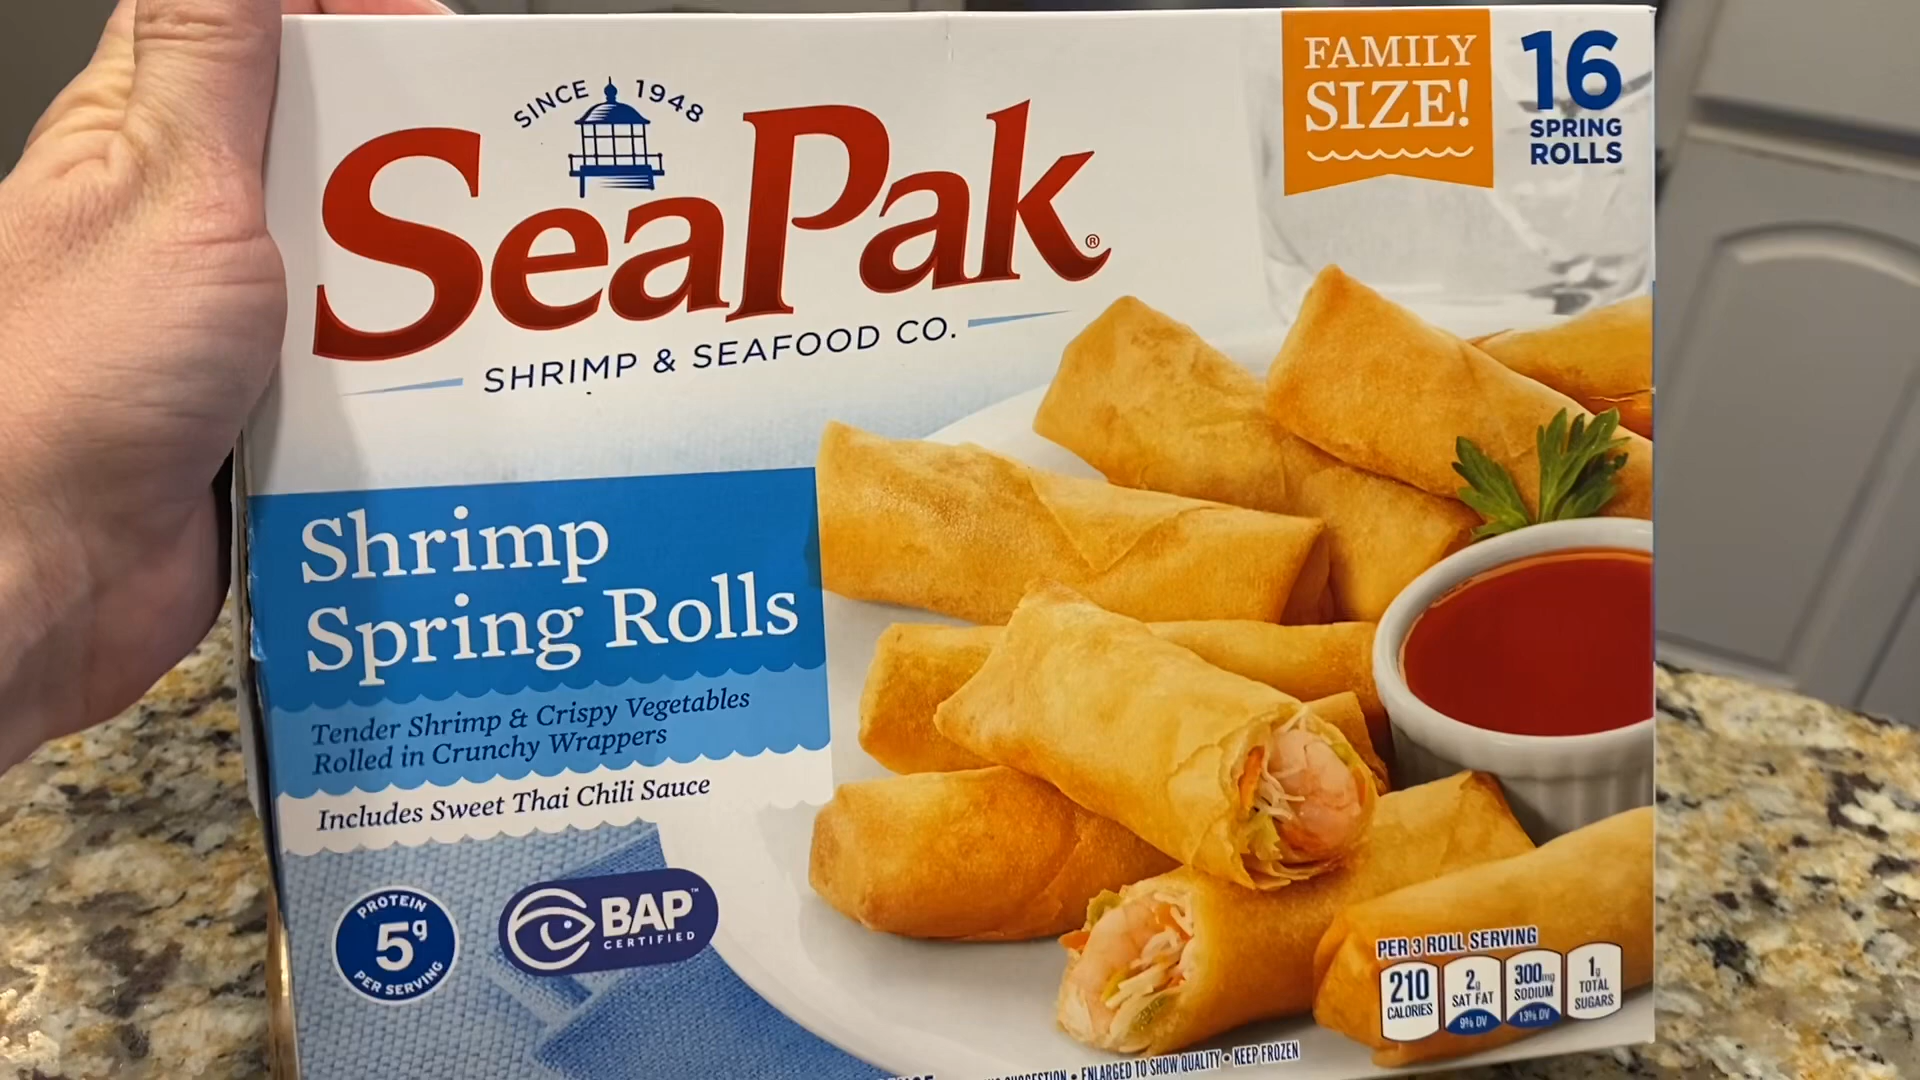 SINCE 1948
SeaPak®
SHRIMP & SEAFOOD CO.
FAMILY
SIZE!
16
SPRING
ROLLS
Shrimp
Spring Rolls
Tender Shrimp & Crispy Vegetables
Rolled in Crunchy Wrappers
Includes Sweet Thai Chili Sauce
PROTEIN
5g
PER SERVING
BAP™
CERTIFIED
PER 3 ROLL SERVING
210
CALORIES
2g
SAT FAT
9% DV
300mg
SODIUM
13% DV
1g
TOTAL
SUGARS
• ENLARGED TO SHOW QUALITY • KEEP FROZEN